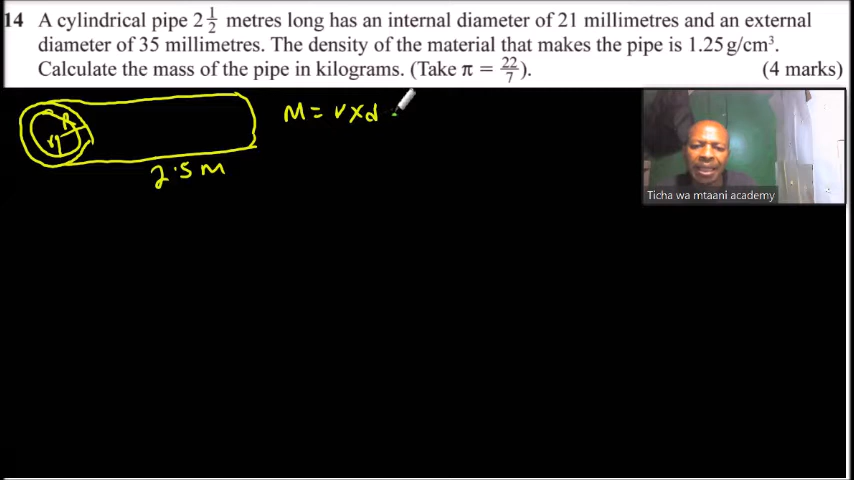 14 A cylindrical pipe 2 1/2 metres long has an internal diameter of 21 millimetres and an external
diameter of 35 millimetres. The density of the material that makes the pipe is 1.25 g/cm³.
Calculate the mass of the pipe in kilograms. (Take π = 22/7). (4 marks)
M = V x d
R
r
2.5 M
Ticha wa mtaani academy